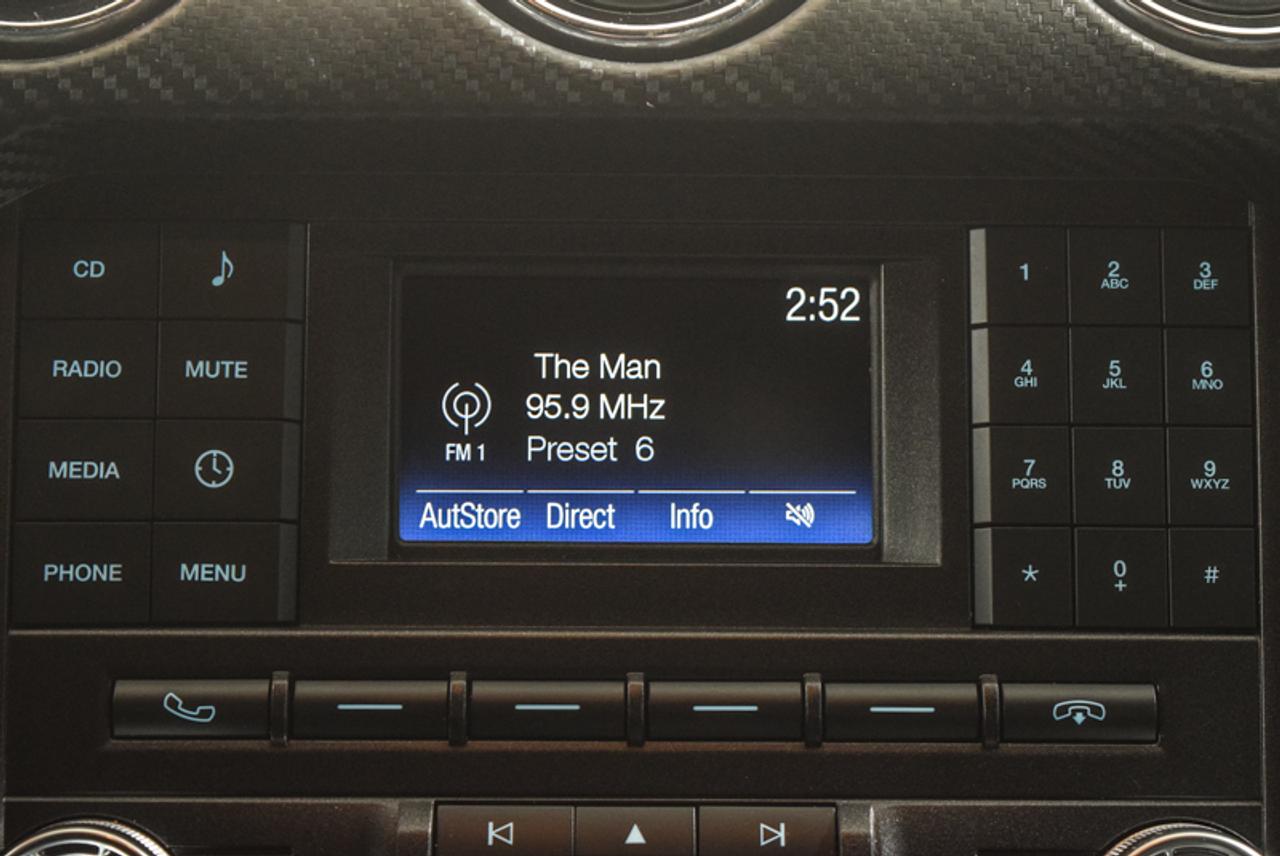 CD
RADIO MUTE
MEDIA
PHONE MENU
2:52
The Man
95.9 MHz
FM 1
Preset 6
AutStore Direct Info
1 2 ABC 3 DEF
4 GHI 5 JKL 6 MNO
7 PQRS 8 TUV 9 WXYZ
* 0 + #